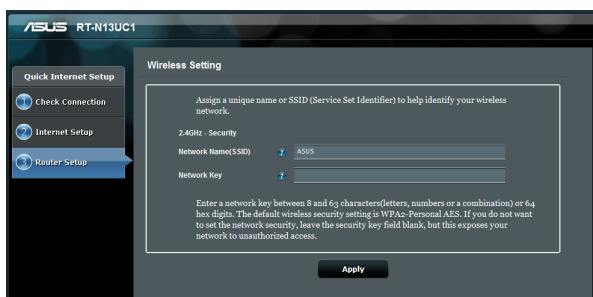 ASUS RT-N13UC1
Quick Internet Setup
1 Check Connection
2 Internet Setup
3 Router Setup
Wireless Setting
Assign a unique name or SSID (Service Set Identifier) to help identify your wireless
network.
2.4GHz - Security
Network Name(SSID) ? ASUS
Network Key ?
Enter a network key between 8 and 63 characters(letters, numbers or a combination) or 64
hex digits. The default wireless security setting is WPA2-Personal AES. If you do not want
to set the network security, leave the security key field blank, but this exposes your
network to unauthorized access.
Apply